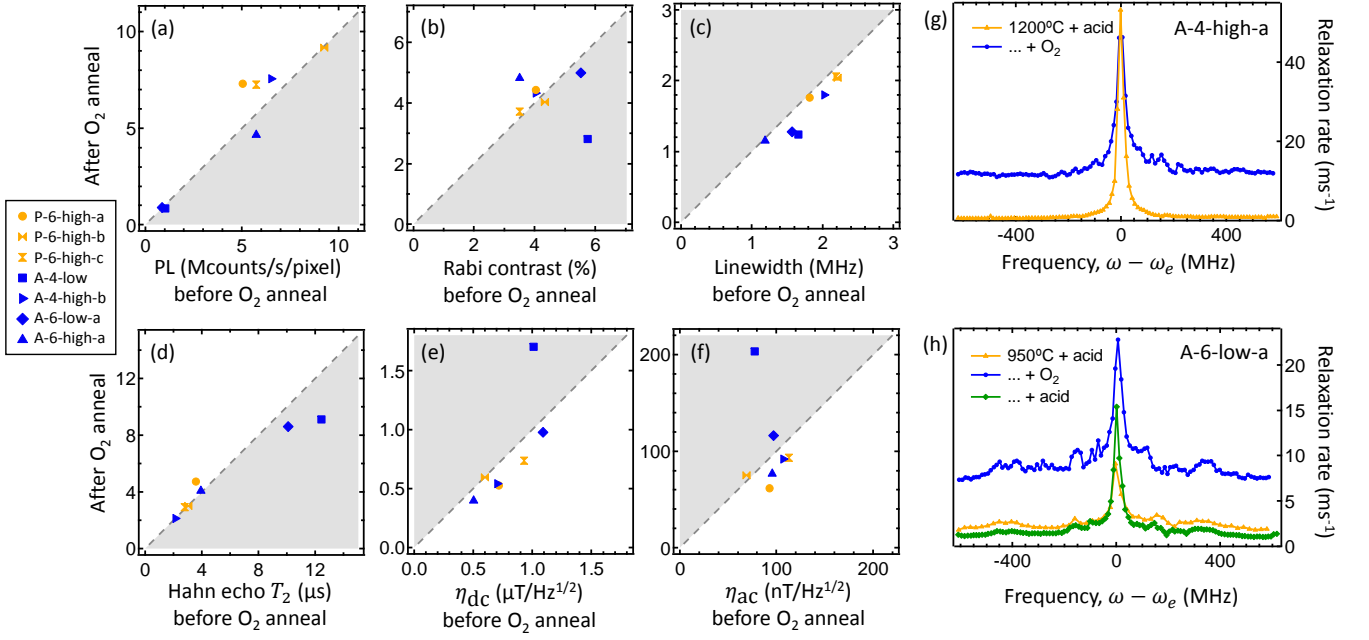 (a)
After O₂ anneal
10
5
0
0
5
10
PL (Mcounts/s/pixel)
before O₂ anneal
(b)
6
4
2
0
0
2
4
6
Rabi contrast (%)
before O₂ anneal
(c)
3
2
1
0
0
1
2
3
Linewidth (MHz)
before O₂ anneal
(g)
1200ºC + acid
... + O₂
A-4-high-a
Relaxation rate (ms⁻¹)
40
20
0
-400
0
400
Frequency, ω − ωₑ (MHz)
P-6-high-a
P-6-high-b
P-6-high-c
A-4-low
A-4-high-b
A-6-low-a
A-6-high-a
(d)
After O₂ anneal
12
8
4
0
0
4
8
12
Hahn echo T₂ (μs)
before O₂ anneal
(e)
1.5
1.0
0.5
0.0
0.0
0.5
1.0
1.5
η_dc (μT/Hz^1/2)
before O₂ anneal
(f)
200
100
0
0
100
200
η_ac (nT/Hz^1/2)
before O₂ anneal
(h)
950ºC + acid
... + O₂
... + acid
A-6-low-a
Relaxation rate (ms⁻¹)
20
15
10
5
0
-400
0
400
Frequency, ω − ωₑ (MHz)